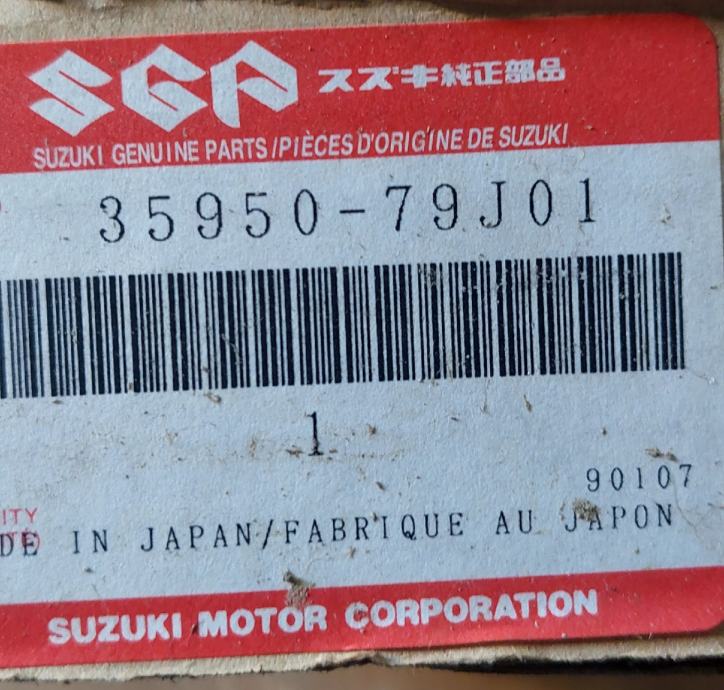 SGP スズキ純正部品
SUZUKI GENUINE PARTS/PIÈCES D'ORIGINE DE SUZUKI
35950-79J01
1
90107
ITY
DE IN JAPAN/FABRIQUE AU JAPON
SUZUKI MOTOR CORPORATION